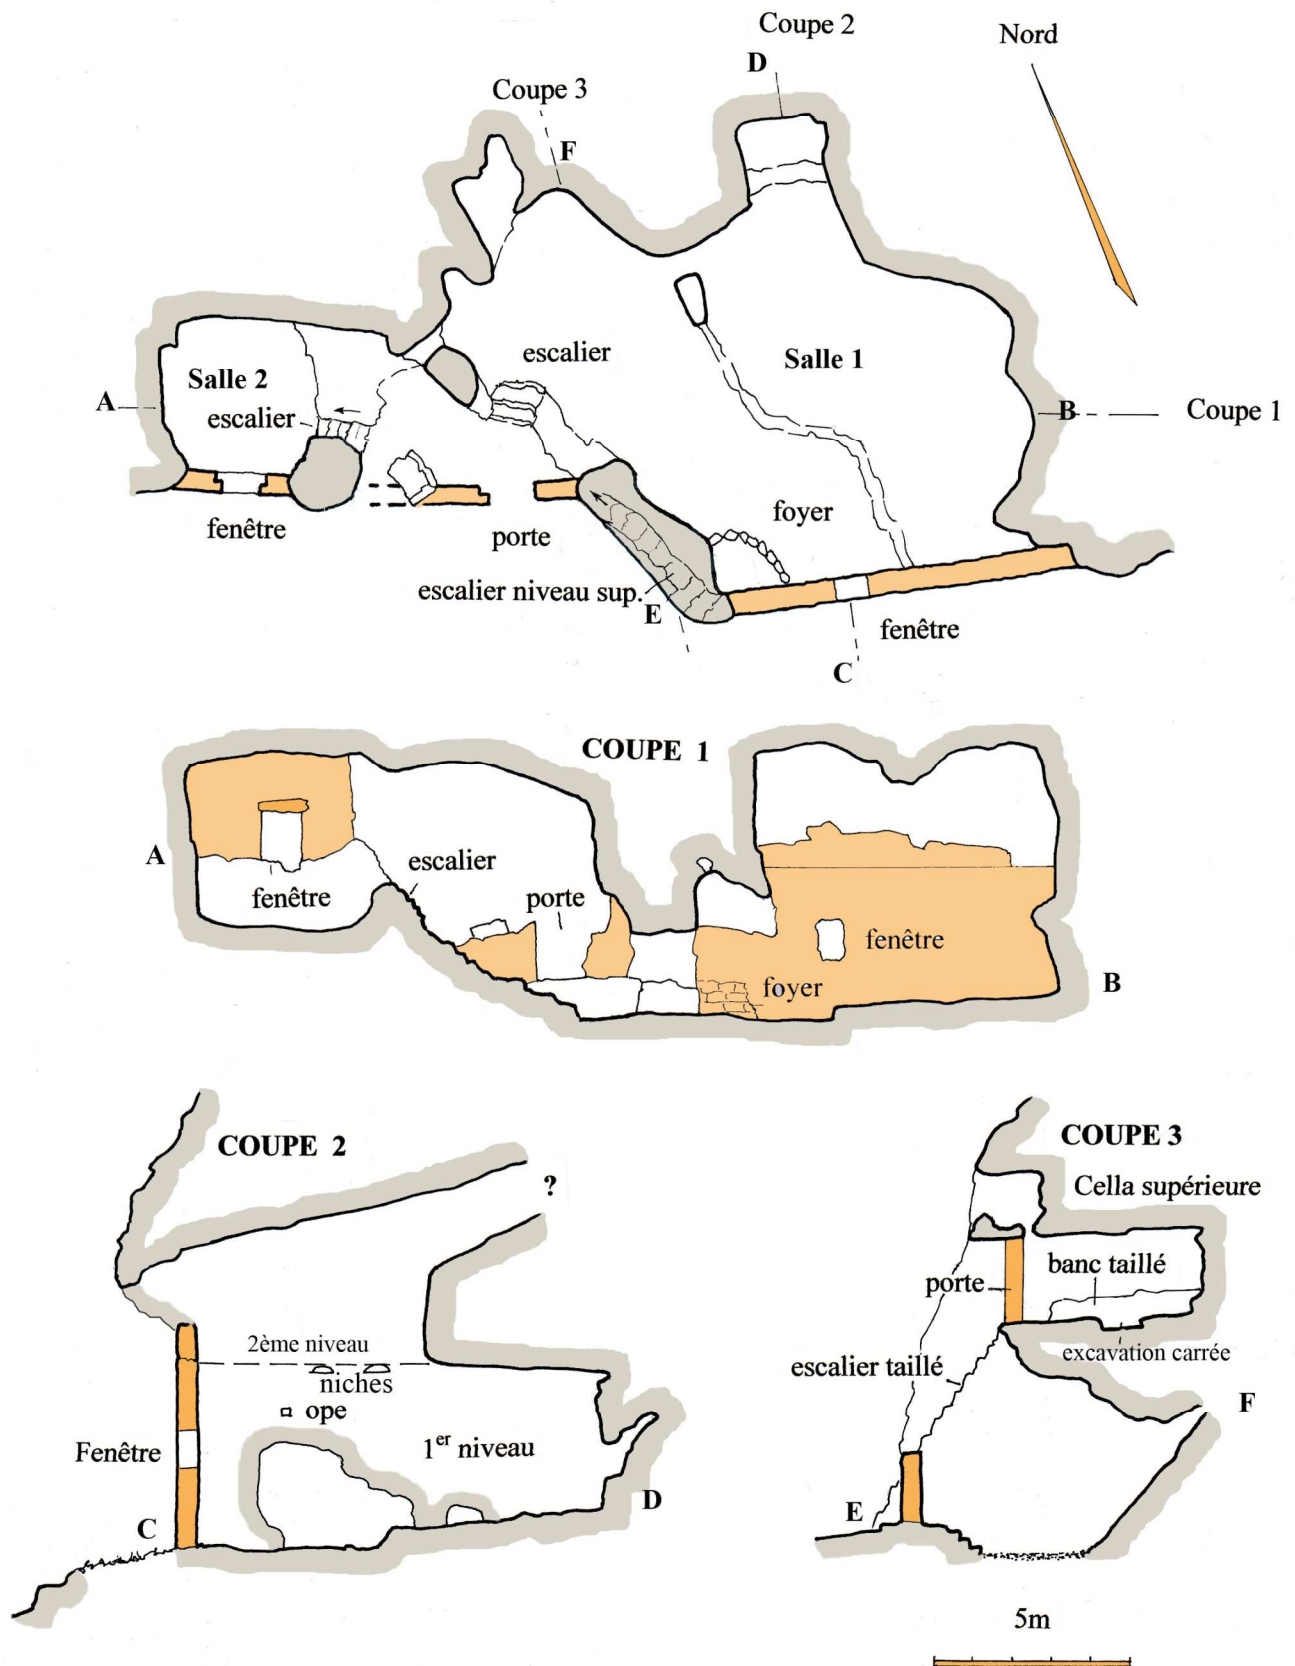 Coupe 2
Nord
D
Coupe 3
F
escalier
Salle 1
Salle 2
A
B
Coupe 1
escalier
foyer
fenêtre
porte
escalier niveau sup.
E
fenêtre
C
COUPE 1
A
escalier
fenêtre
porte
fenêtre
foyer
B
COUPE 2
?
2ème niveau
niches
ope
Fenêtre
1er niveau
D
C
COUPE 3
Cella supérieure
banc taillé
porte
excavation carrée
escalier taillé
F
E
5m